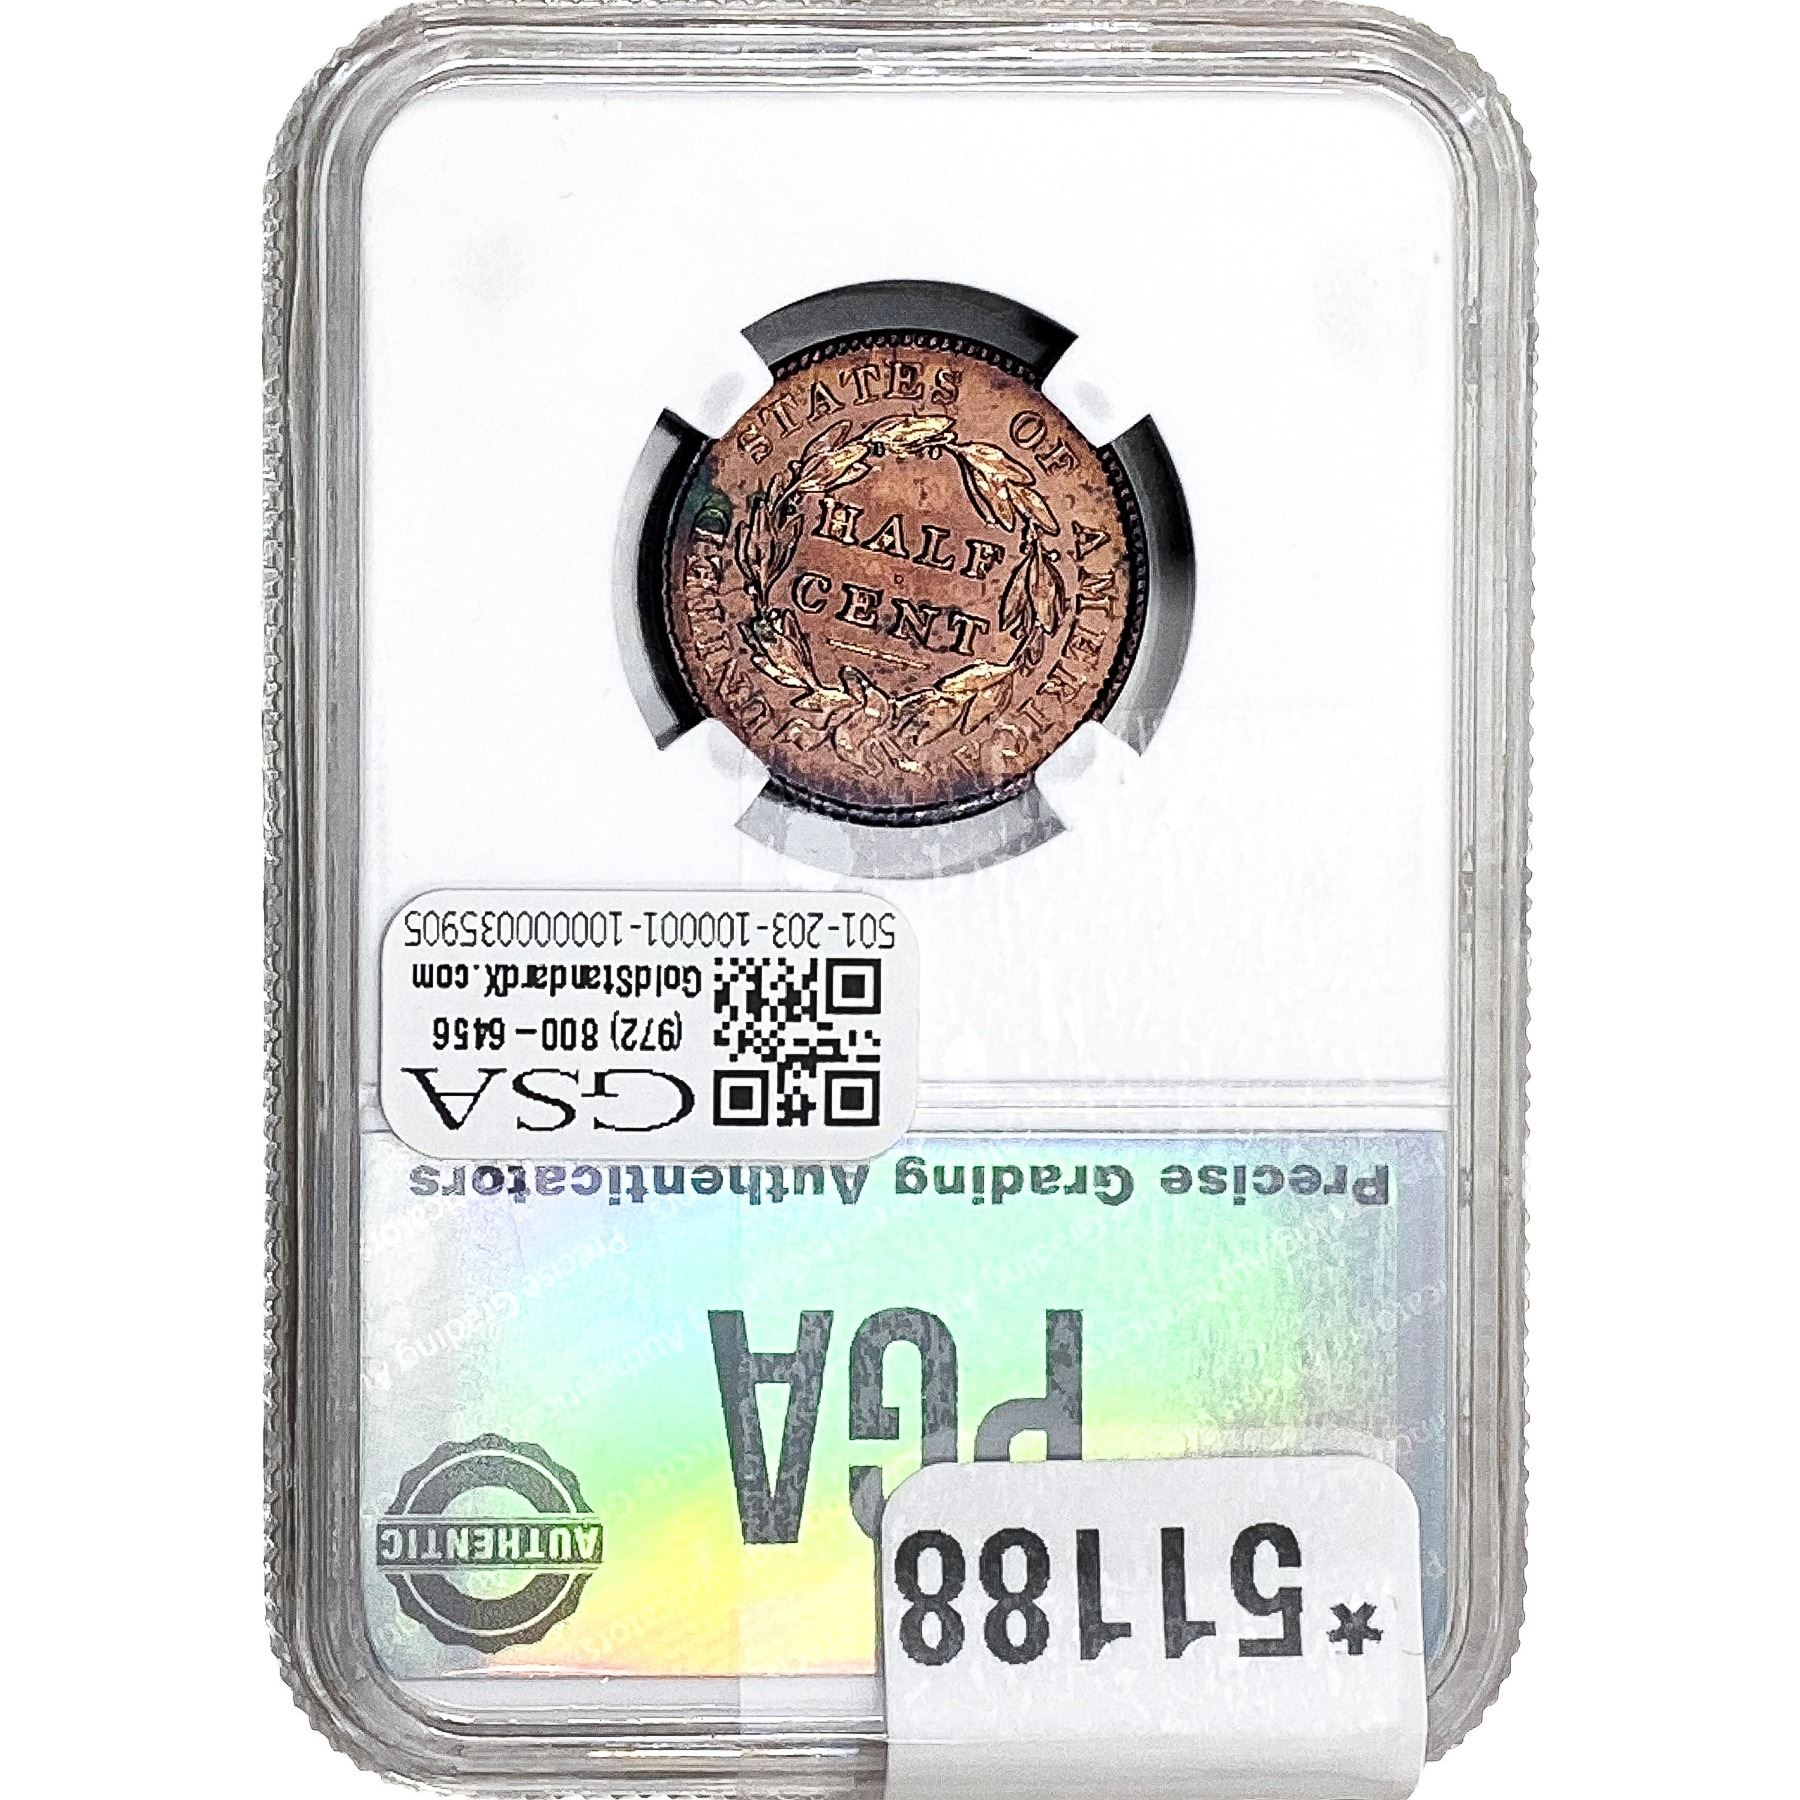 STATES OF AMERICA
UNITED
HALF
CENT
501-203-100001-10000035905
GoldStandardX.com
(972) 800-6456
GSA
Precise Grading Authenticators
PGA
AUTHENTIC
*51188